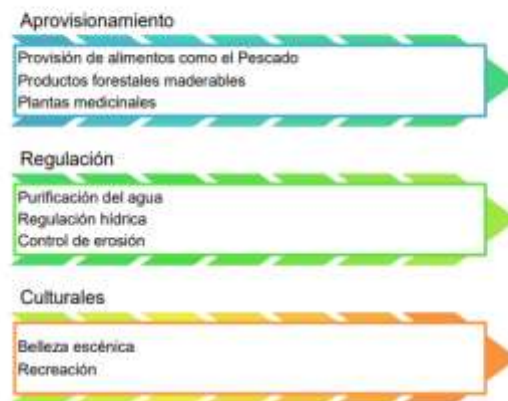 Aprovisionamiento
Provisión de alimentos como el Pescado
Productos forestales maderables
Plantas medicinales
Regulación
Purificación del agua
Regulación hídrica
Control de erosión
Culturales
Belleza escénica
Recreación